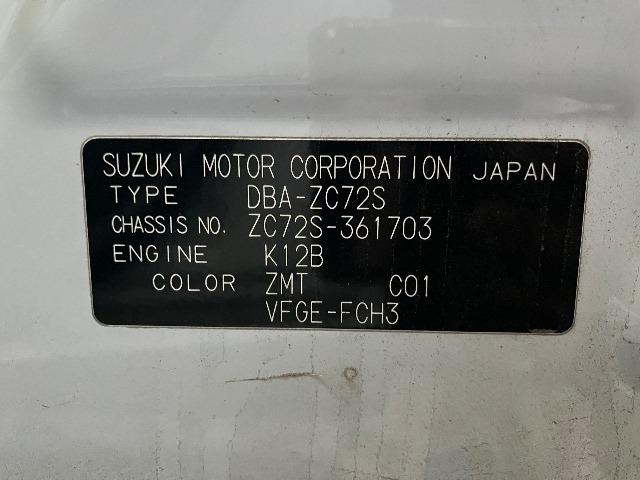 SUZUKI MOTOR CORPORATION JAPAN
TYPE DBA-ZC72S
CHASSIS NO. ZC72S-361703
ENGINE K12B
COLOR ZMT C01
VFGE-FCH3